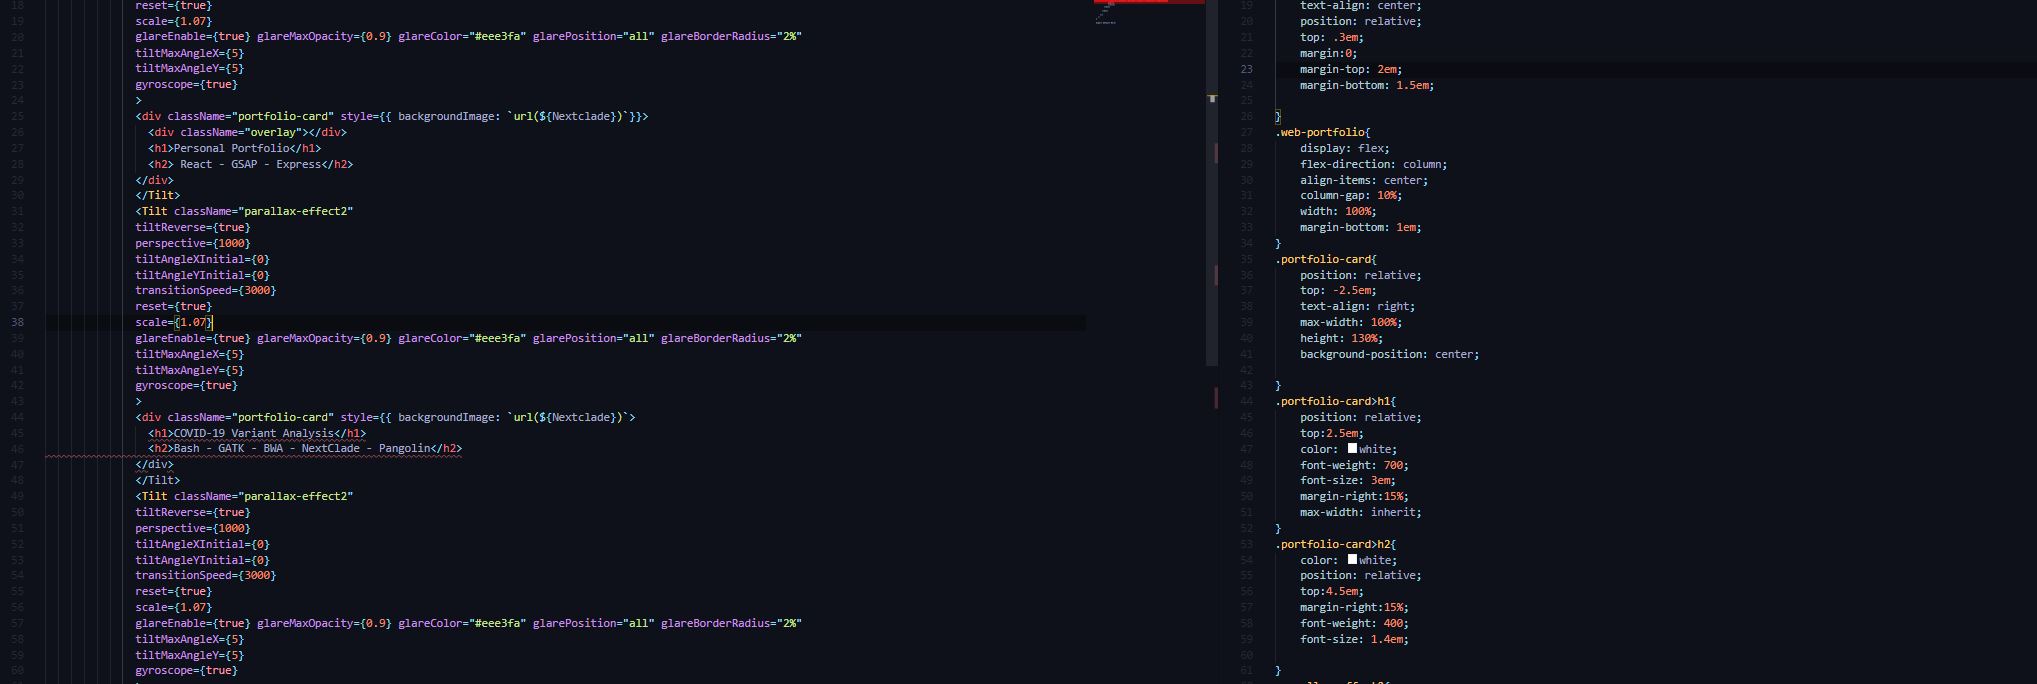 18 reset={true}
19 scale={1.07}
20 glareEnable={true} glareMaxOpacity={0.9} glareColor="#eee3fa" glarePosition="all" glareBorderRadius="2%"
21 tiltMaxAngleX={5}
22 tiltMaxAngleY={5}
23 gyroscope={true}
24 >
25 <div className="portfolio-card" style={{ backgroundImage: `url(${Nextclade})`}}>
26 <div className="overlay"></div>
27 <h1>Personal Portfolio</h1>
28 <h2> React - GSAP - Express</h2>
29 </div>
30 </Tilt>
31 <Tilt className="parallax-effect2"
32 tiltReverse={true}
33 perspective={1000}
34 tiltAngleXInitial={0}
35 tiltAngleYInitial={0}
36 transitionSpeed={3000}
37 reset={true}
38 scale={1.07}
39 glareEnable={true} glareMaxOpacity={0.9} glareColor="#eee3fa" glarePosition="all" glareBorderRadius="2%"
40 tiltMaxAngleX={5}
41 tiltMaxAngleY={5}
42 gyroscope={true}
43 >
44 <div className="portfolio-card" style={{ backgroundImage: `url(${Nextclade})`>
45 <h1>COVID-19 Variant Analysis</h1>
46 <h2>Bash - GATK - BWA - NextClade - Pangolin</h2>
47 </div>
48 </Tilt>
49 <Tilt className="parallax-effect2"
50 tiltReverse={true}
51 perspective={1000}
52 tiltAngleXInitial={0}
53 tiltAngleYInitial={0}
54 transitionSpeed={3000}
55 reset={true}
56 scale={1.07}
57 glareEnable={true} glareMaxOpacity={0.9} glareColor="#eee3fa" glarePosition="all" glareBorderRadius="2%"
58 tiltMaxAngleX={5}
59 tiltMaxAngleY={5}
60 gyroscope={true}
19 text-align: center;
20 position: relative;
21 top: .3em;
22 margin:0;
23 margin-top: 2em;
24 margin-bottom: 1.5em;
25
26 }
27 .web-portfolio{
28 display: flex;
29 flex-direction: column;
30 align-items: center;
31 column-gap: 10%;
32 width: 100%;
33 margin-bottom: 1em;
34 }
35 .portfolio-card{
36 position: relative;
37 top: -2.5em;
38 text-align: right;
39 max-width: 100%;
40 height: 130%;
41 background-position: center;
42
43 }
44 .portfolio-card>h1{
45 position: relative;
46 top:2.5em;
47 color: white;
48 font-weight: 700;
49 font-size: 3em;
50 margin-right:15%;
51 max-width: inherit;
52 }
53 .portfolio-card>h2{
54 color: white;
55 position: relative;
56 top:4.5em;
57 margin-right:15%;
58 font-weight: 400;
59 font-size: 1.4em;
60
61 }